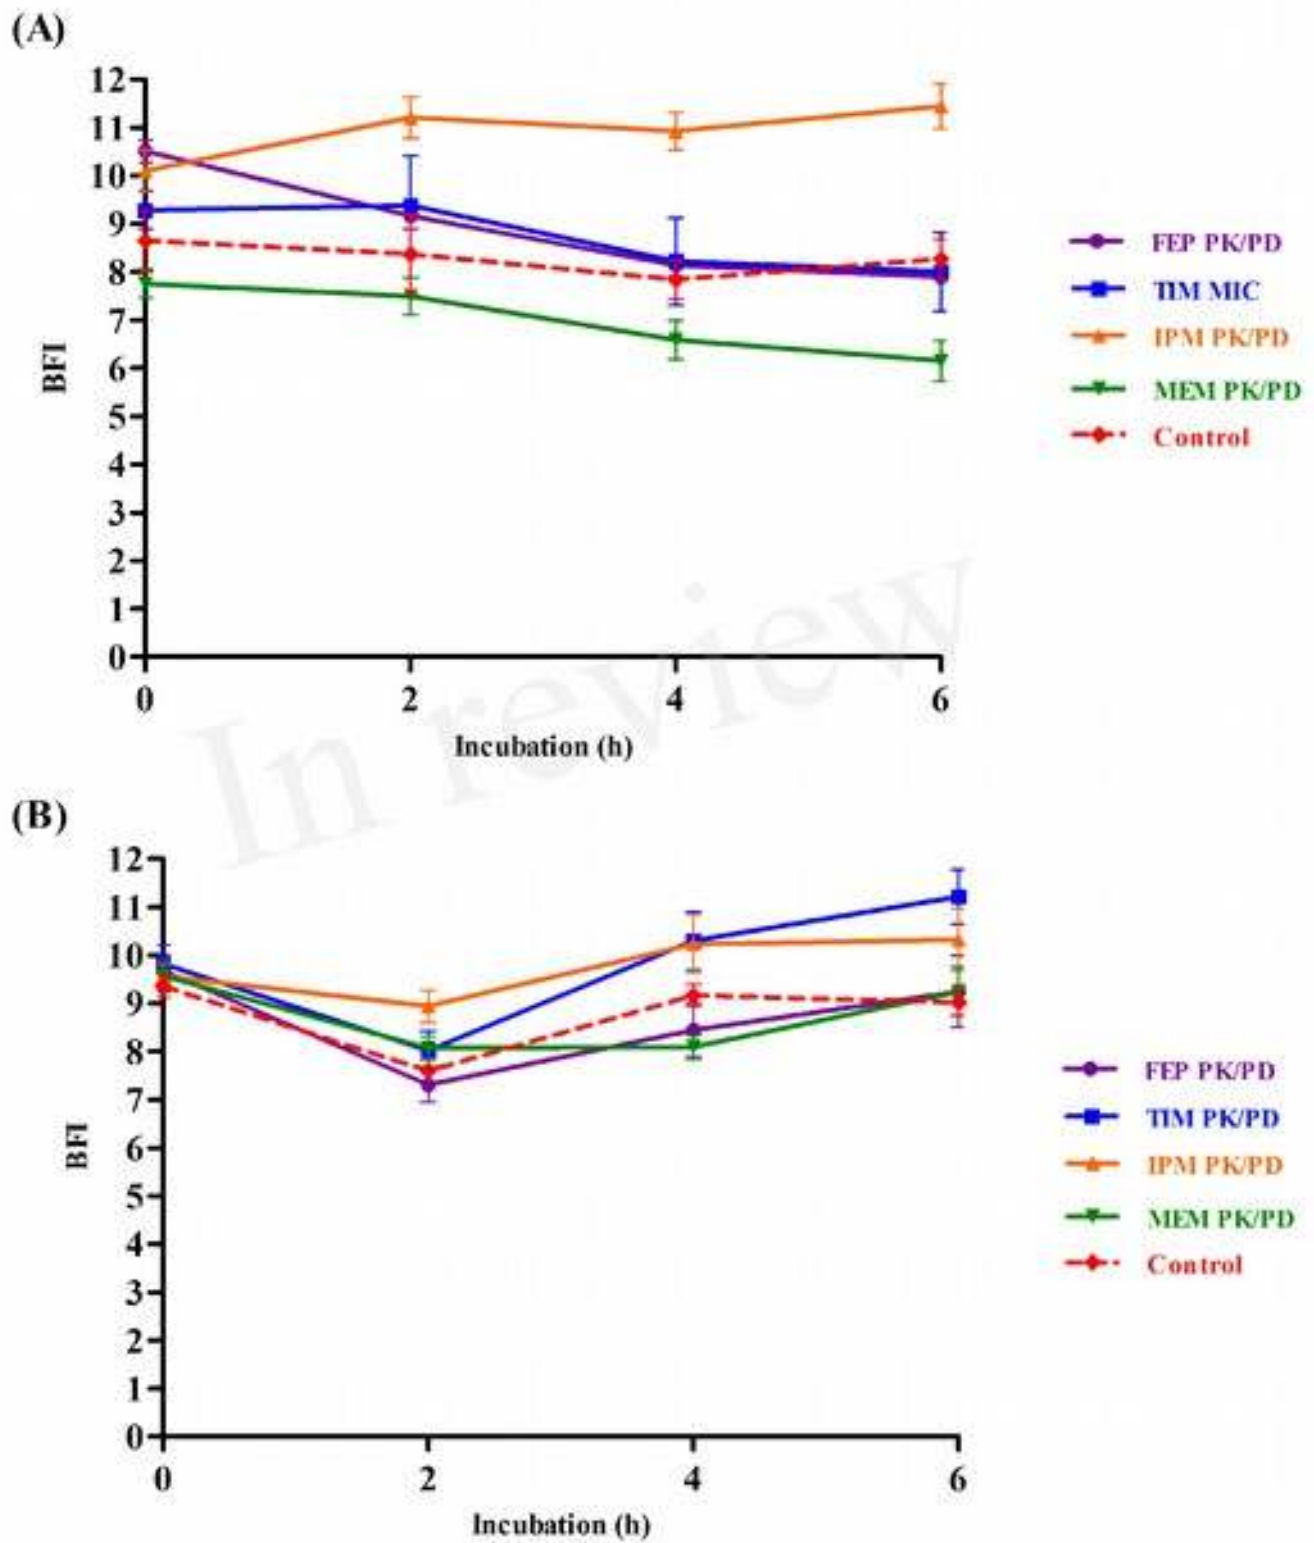 (A)
12
11
10
9
8
7
6
5
4
3
2
1
0
BFI
0 2 4 6
Incubation (h)
FEP PK/PD
TIM MIC
IPM PK/PD
MEM PK/PD
Control
In review
(B)
12
11
10
9
8
7
6
5
4
3
2
1
0
BFI
0 2 4 6
Incubation (h)
FEP PK/PD
TIM PK/PD
IPM PK/PD
MEM PK/PD
Control